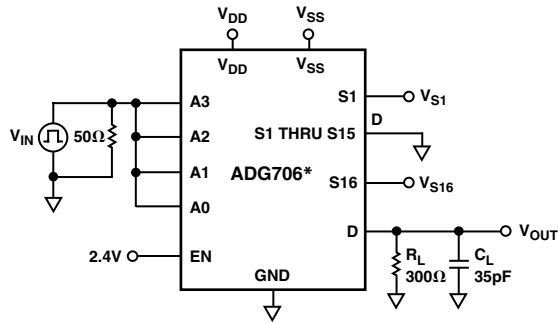 VDD
VSS
VDD
VSS
A3
S1
VS1
D
VIN
50Ω
A2
S1 THRU S15
A1
ADG706*
S16
VS16
A0
D
VOUT
2.4V
EN
RL
300Ω
CL
35pF
GND